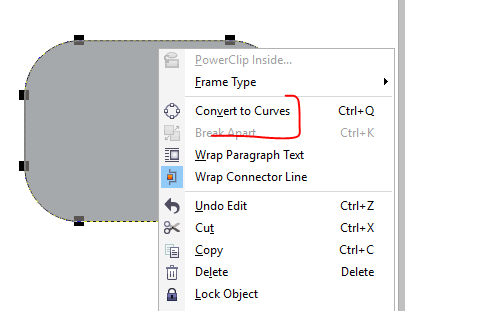 PowerClip Inside...
Frame Type
Convert to Curves Ctrl+Q
Break Apart Ctrl+K
Wrap Paragraph Text
Wrap Connector Line
Undo Edit Ctrl+Z
Cut Ctrl+X
Copy Ctrl+C
Delete Delete
Lock Object